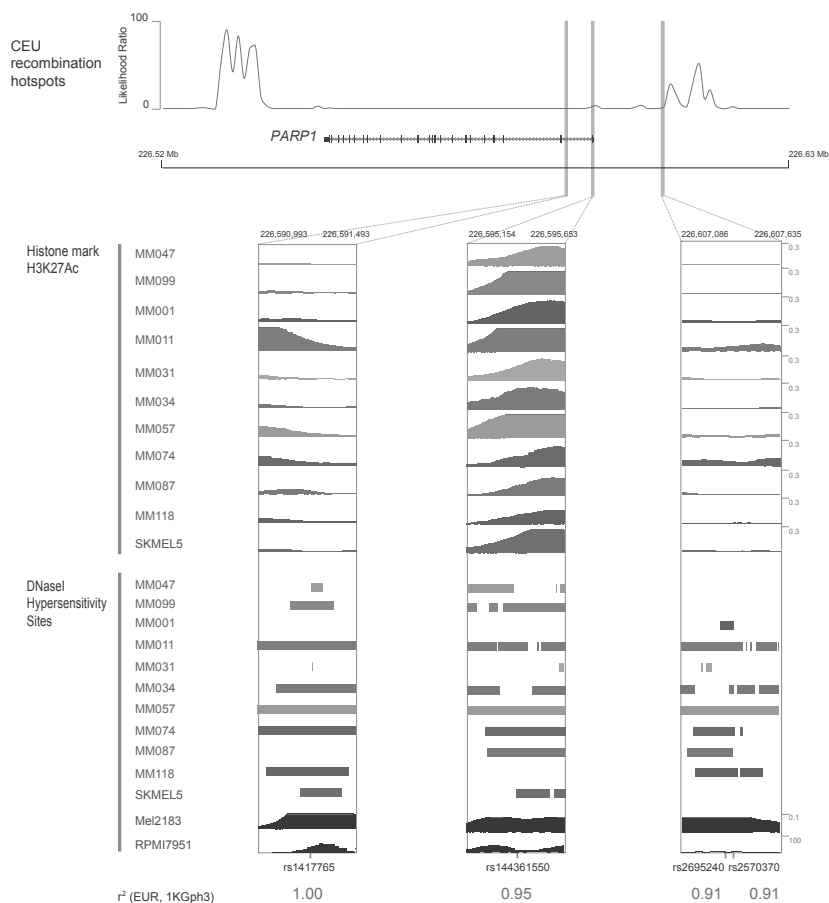 CEU
recombination
hotspots
Likelihood Ratio
100
0
PARP1
226.52 Mb
226.63 Mb
Histone mark
H3K27Ac
226,590,993 226,591,493
226,595,154 226,595,653
226,607,086 226,607,635
MM047
0.3
MM099
0.3
MM001
0.3
MM011
0.3
MM031
0.3
MM034
0.3
MM057
0.3
MM074
0.3
MM087
0.3
MM118
0.3
SKMEL5
0.3
DNaseI
Hypersensitivity
Sites
MM047
MM099
MM001
MM011
MM031
MM034
MM057
MM074
MM087
MM118
SKMEL5
Mel2183
0.1
RPMI7951
100
rs1417765
rs144361550
rs2695240 rs2570370
r² (EUR, 1KGph3)
1.00
0.95
0.91 0.91